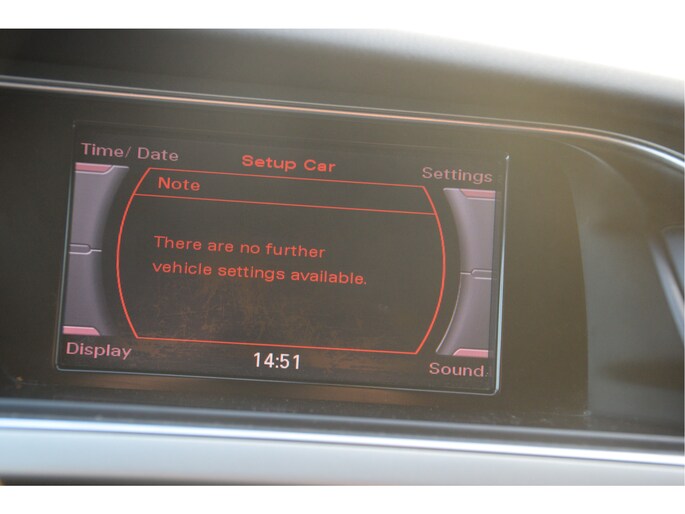 Time/ Date
Setup Car
Settings
Note
There are no further
vehicle settings available.
Display
14:51
Sound